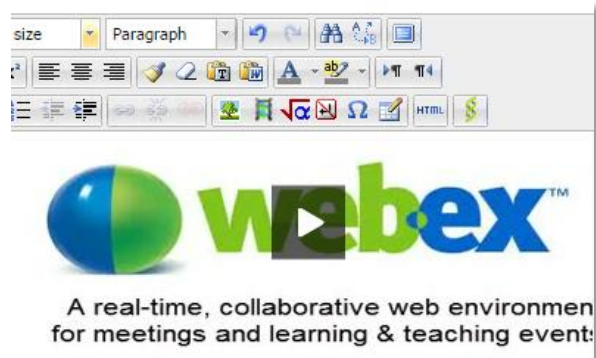 size Paragraph
HTML
webex™
A real-time, collaborative web environmen
for meetings and learning & teaching event